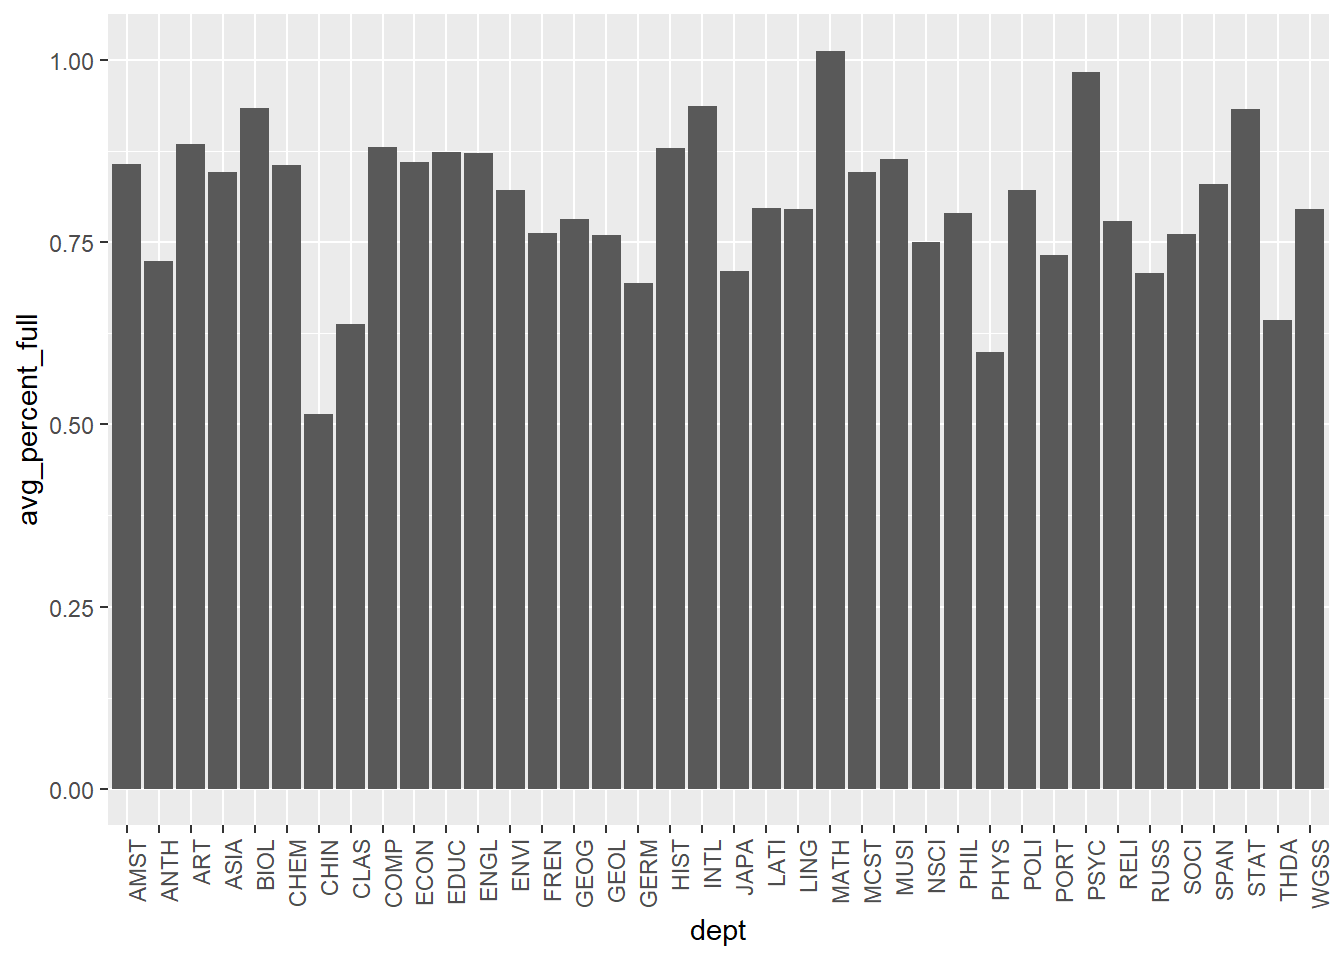 avg_percent_full
1.00
0.75
0.50
0.25
0.00
AMST
ANTH
ART
ASIA
BIOL
CHEM
CHIN
CLAS
COMP
ECON
EDUC
ENGL
ENVI
FREN
GEOG
GEOL
GERM
HIST
INTL
JAPA
LATI
LING
MATH
MCST
MUSI
NSCI
PHIL
PHYS
POLI
PORT
PSYC
RELI
RUSS
SOCI
SPAN
STAT
THDA
WGSS
dept